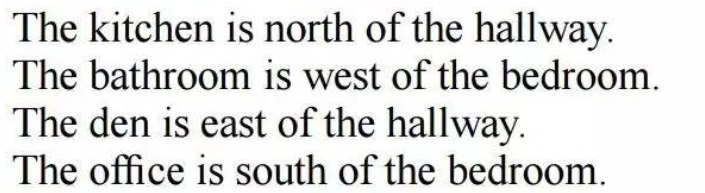 The kitchen is north of the hallway.
The bathroom is west of the bedroom.
The den is east of the hallway.
The office is south of the bedroom.